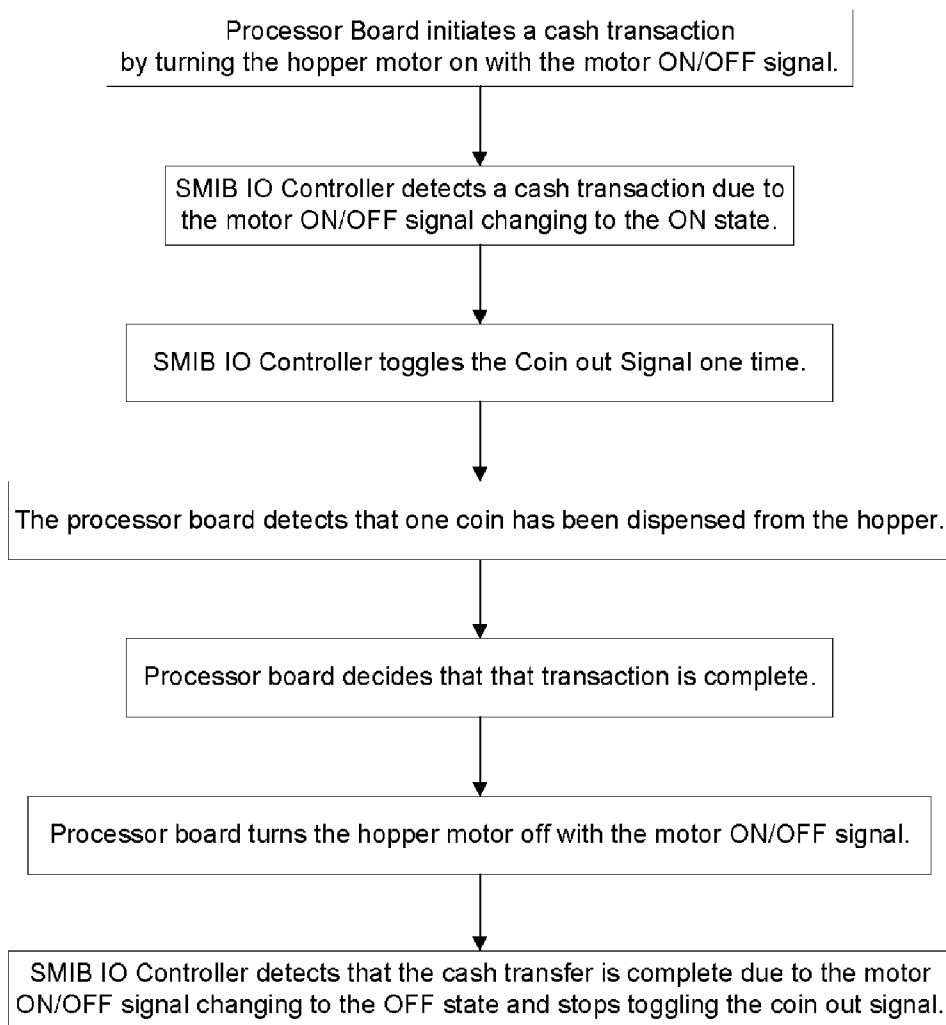 Processor Board initiates a cash transaction
by turning the hopper motor on with the motor ON/OFF signal.
SMIB IO Controller detects a cash transaction due to
the motor ON/OFF signal changing to the ON state.
SMIB IO Controller toggles the Coin out Signal one time.
The processor board detects that one coin has been dispensed from the hopper.
Processor board decides that that transaction is complete.
Processor board turns the hopper motor off with the motor ON/OFF signal.
SMIB IO Controller detects that the cash transfer is complete due to the motor
ON/OFF signal changing to the OFF state and stops toggling the coin out signal.